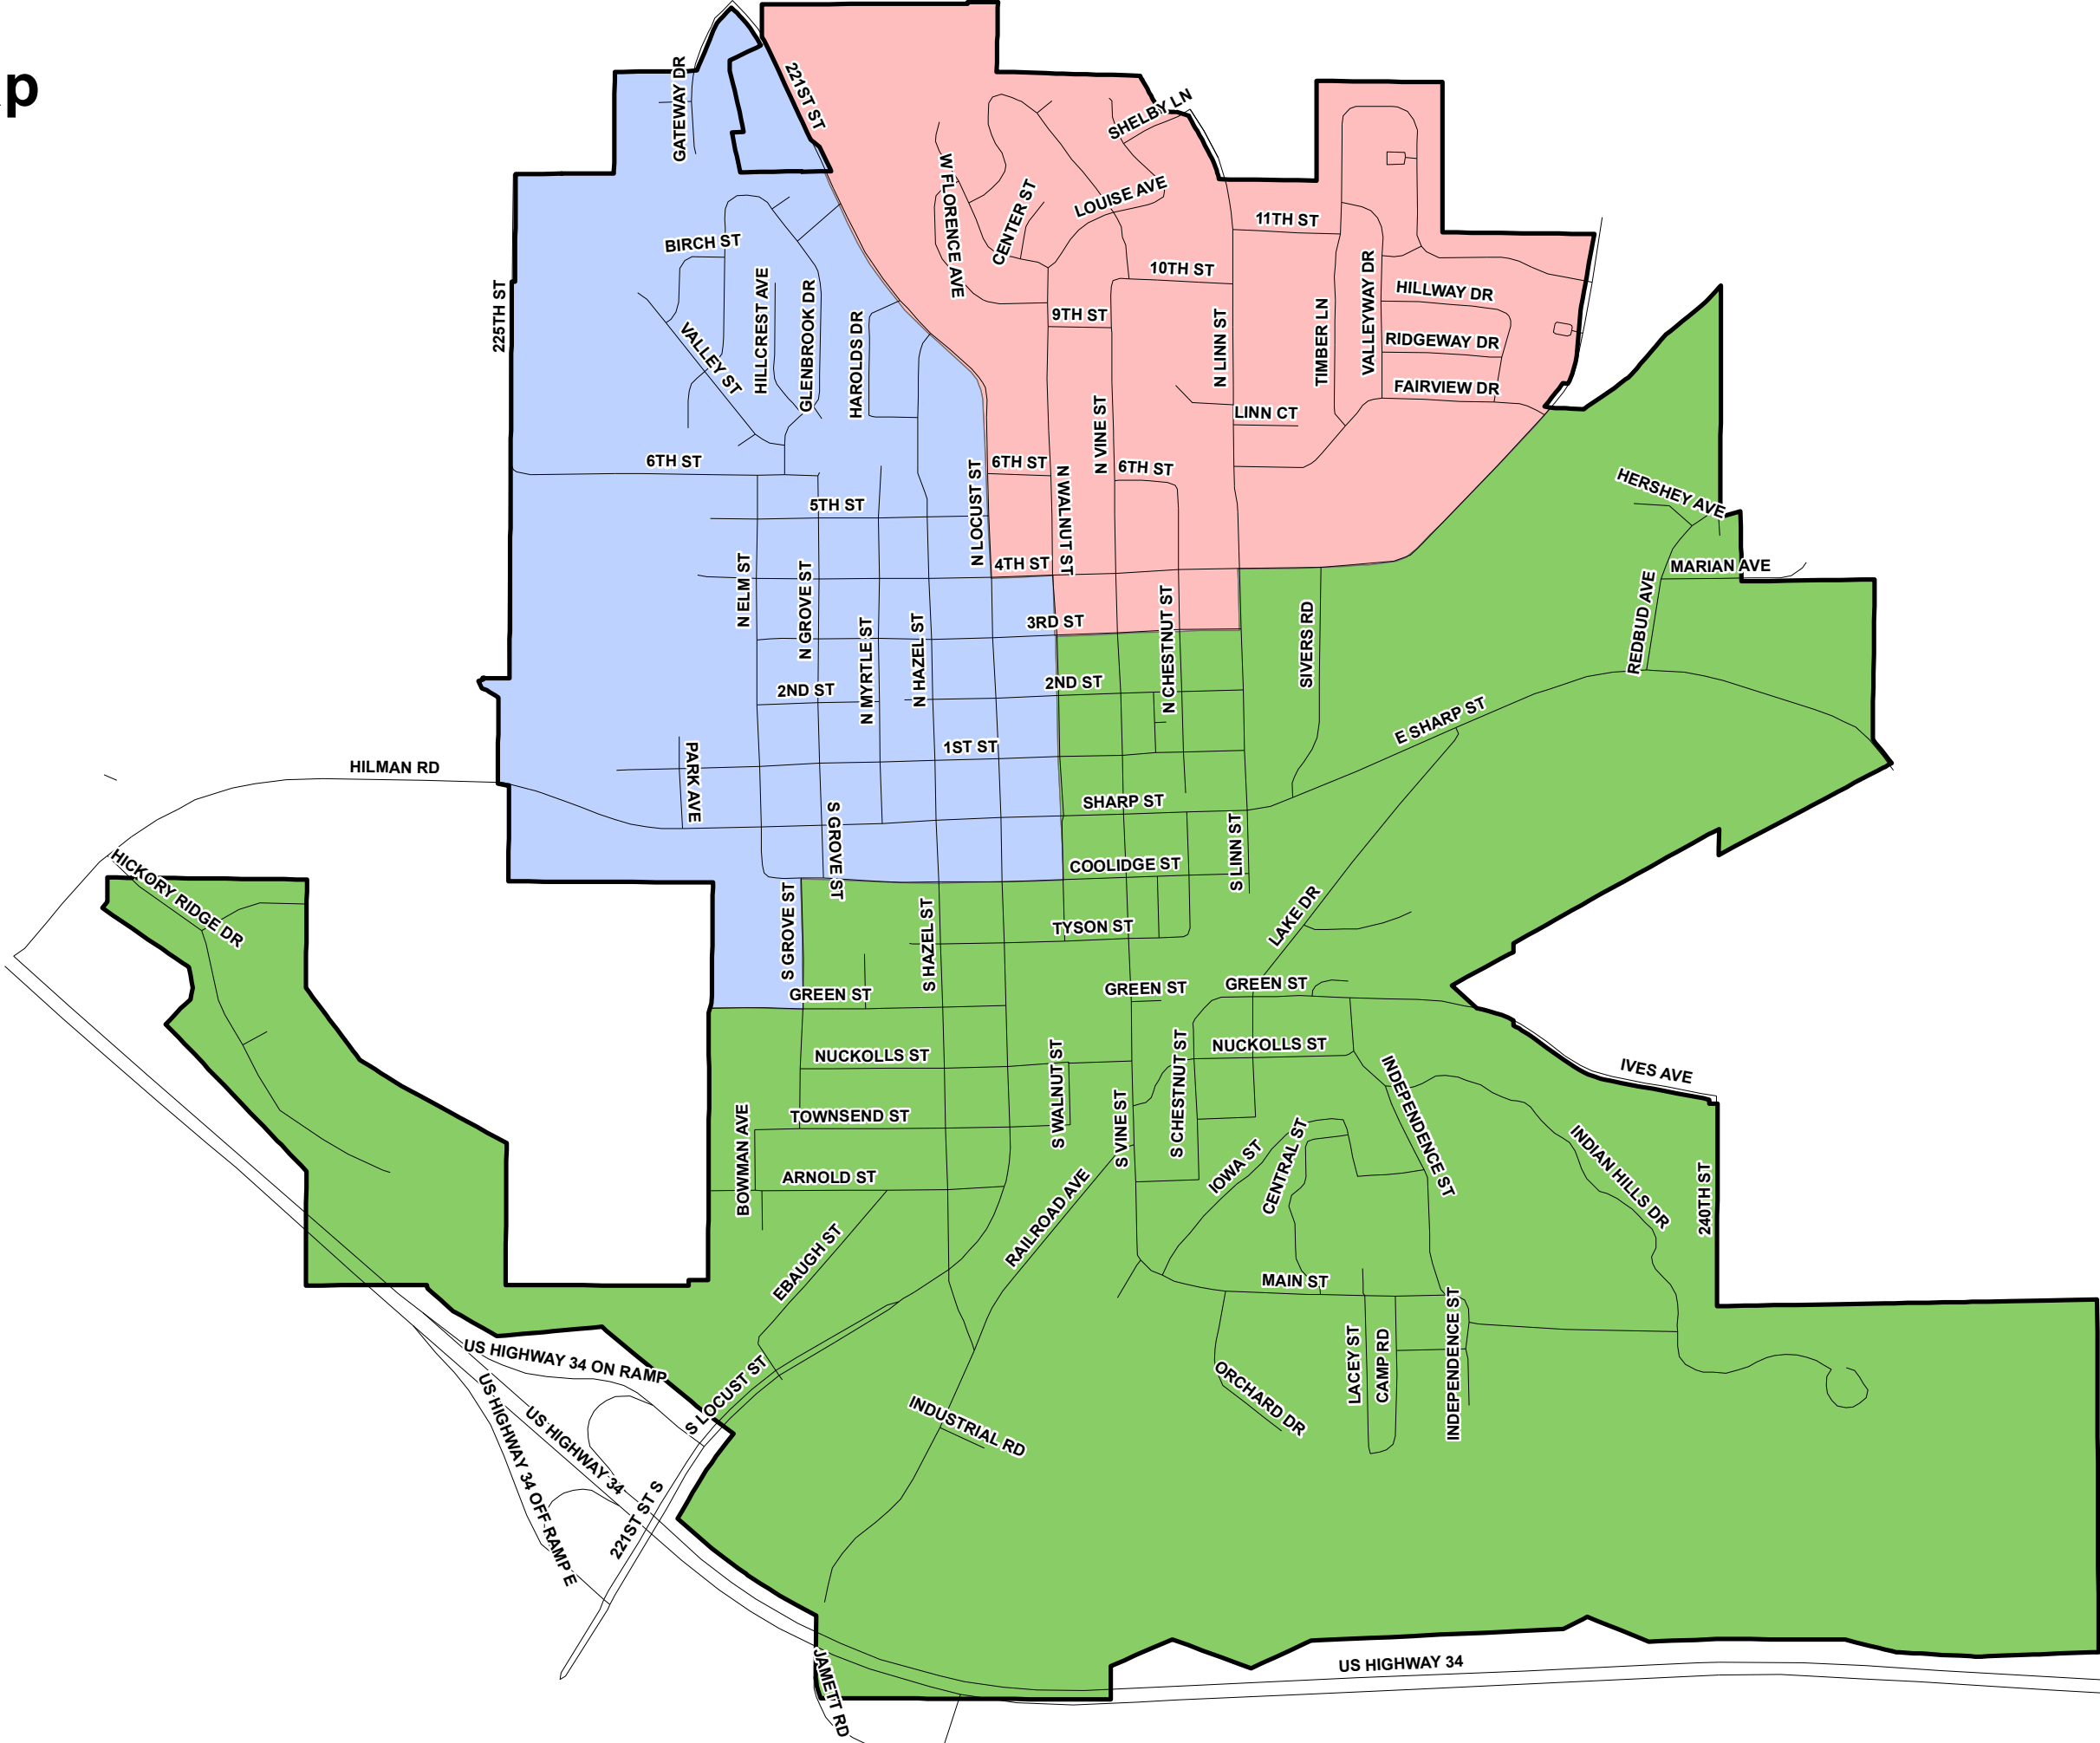 p
GATEWAY DR
221ST ST
SHELBY LN
W FLORENCE AVE
CENTER ST
LOUISE AVE
11TH ST
BIRCH ST
225TH ST
HILLCREST AVE
GLENBROOK DR
HAROLDS DR
VALLEY ST
10TH ST
9TH ST
N LINN ST
TIMBER LN
VALLEYWAY DR
HILLWAY DR
RIDGEWAY DR
FAIRVIEW DR
LINN CT
N VINE ST
6TH ST
6TH ST
6TH ST
N LOCUST ST
N WALNUT ST
5TH ST
4TH ST
HERSHEY AVE
MARIAN AVE
REDBUD AVE
N ELM ST
N GROVE ST
N MYRTLE ST
N HAZEL ST
3RD ST
N CHESTNUT ST
SIVERS RD
2ND ST
2ND ST
1ST ST
E SHARP ST
HILMAN RD
PARK AVE
S GROVE ST
SHARP ST
S LINN ST
COOLIDGE ST
HICKORY RIDGE DR
S GROVE ST
S HAZEL ST
TYSON ST
LAKE DR
GREEN ST
GREEN ST
GREEN ST
NUCKOLLS ST
NUCKOLLS ST
S WALNUT ST
S CHESTNUT ST
IVES AVE
INDEPENDENCE ST
TOWNSEND ST
BOWMAN AVE
S VINE ST
IOWA ST
CENTRAL ST
INDIAN HILLS DR
240TH ST
ARNOLD ST
RAILROAD AVE
EBAUGH ST
MAIN ST
LACEY ST
CAMP RD
INDEPENDENCE ST
ORCHARD DR
US HIGHWAY 34 ON RAMP
S LOCUST ST
INDUSTRIAL RD
US HIGHWAY 34
US HIGHWAY 34 OFF RAMP E
221ST ST S
JAMETT RD
US HIGHWAY 34